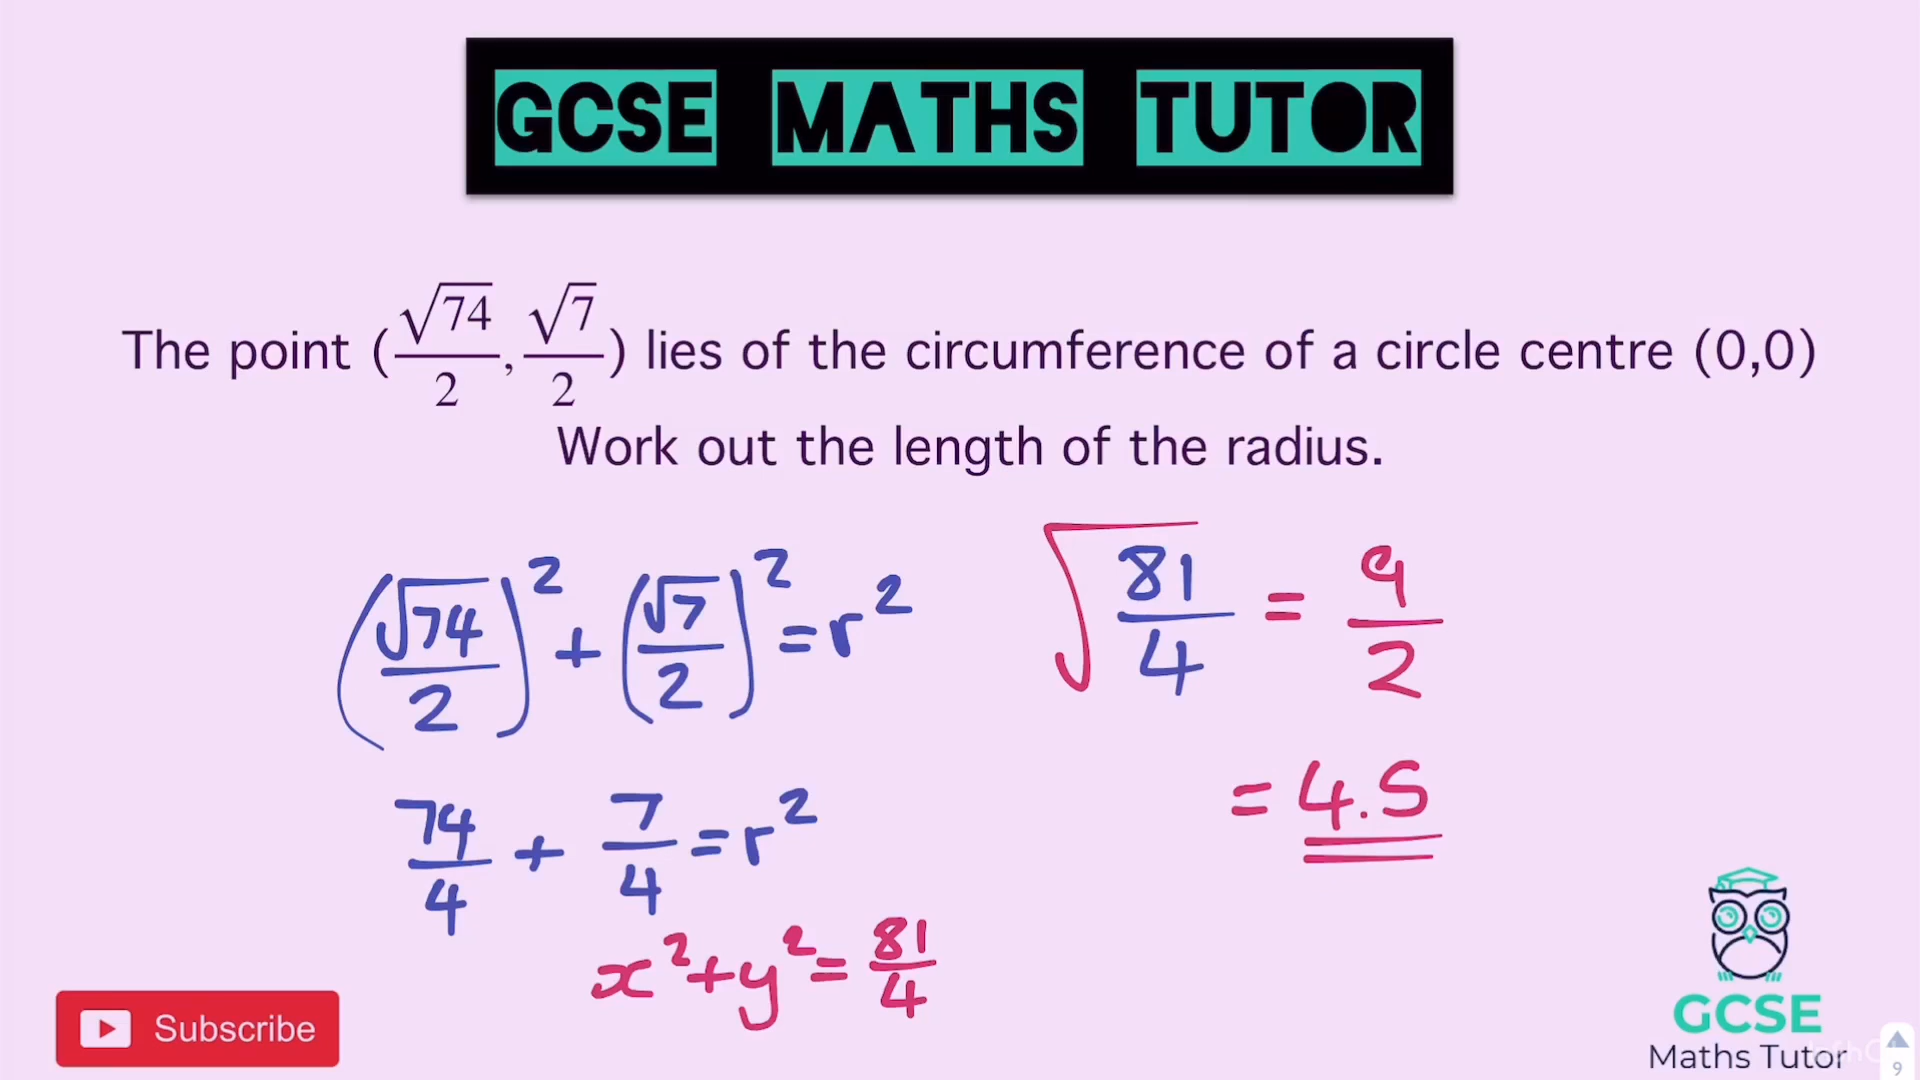 GCSE MATHS TUTOR
The point (√74/2, √7/2) lies of the circumference of a circle centre (0,0)
Work out the length of the radius.
(√74/2)² + (√7/2)² = r²
74/4 + 7/4 = r²
x² + y² = 81/4
√81/4 = 9/2
= 4.5
Subscribe
GCSE
Maths Tutor
9